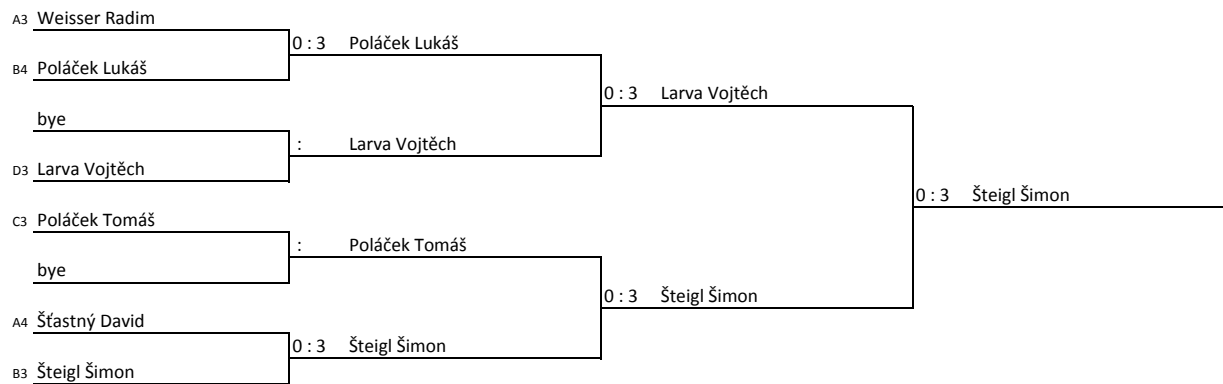 A3 Weisser Radim
0 : 3 Poláček Lukáš
B4 Poláček Lukáš
0 : 3 Larva Vojtěch
bye
: Larva Vojtěch
D3 Larva Vojtěch
0 : 3 Šteigl Šimon
C3 Poláček Tomáš
: Poláček Tomáš
bye
0 : 3 Šteigl Šimon
A4 Šťastný David
0 : 3 Šteigl Šimon
B3 Šteigl Šimon